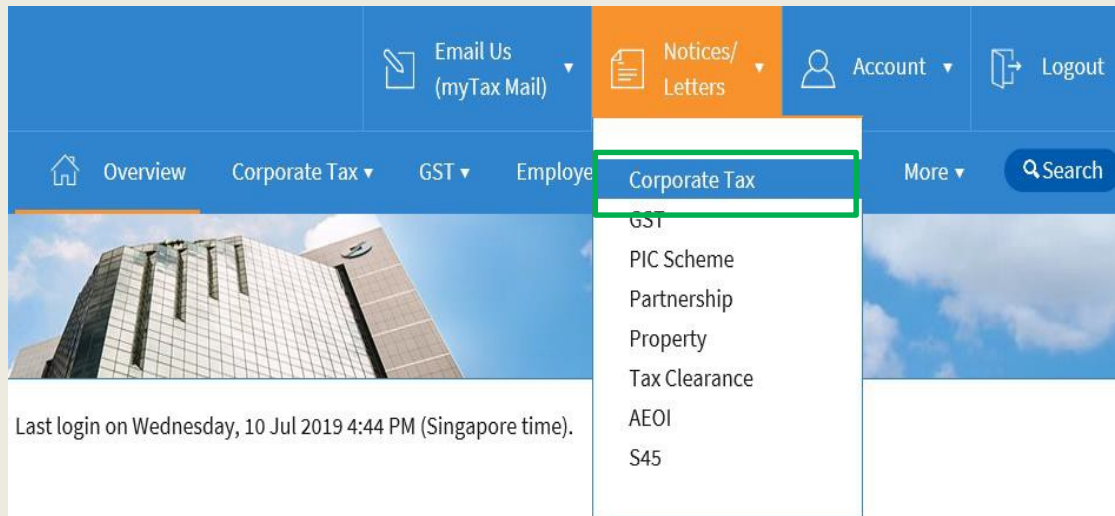 Email Us
(myTax Mail)
Notices/
Letters
Account
Logout
Overview
Corporate Tax
GST
Employe
More
Search
Corporate Tax
GST
PIC Scheme
Partnership
Property
Tax Clearance
AEOI
S45
Last login on Wednesday, 10 Jul 2019 4:44 PM (Singapore time).